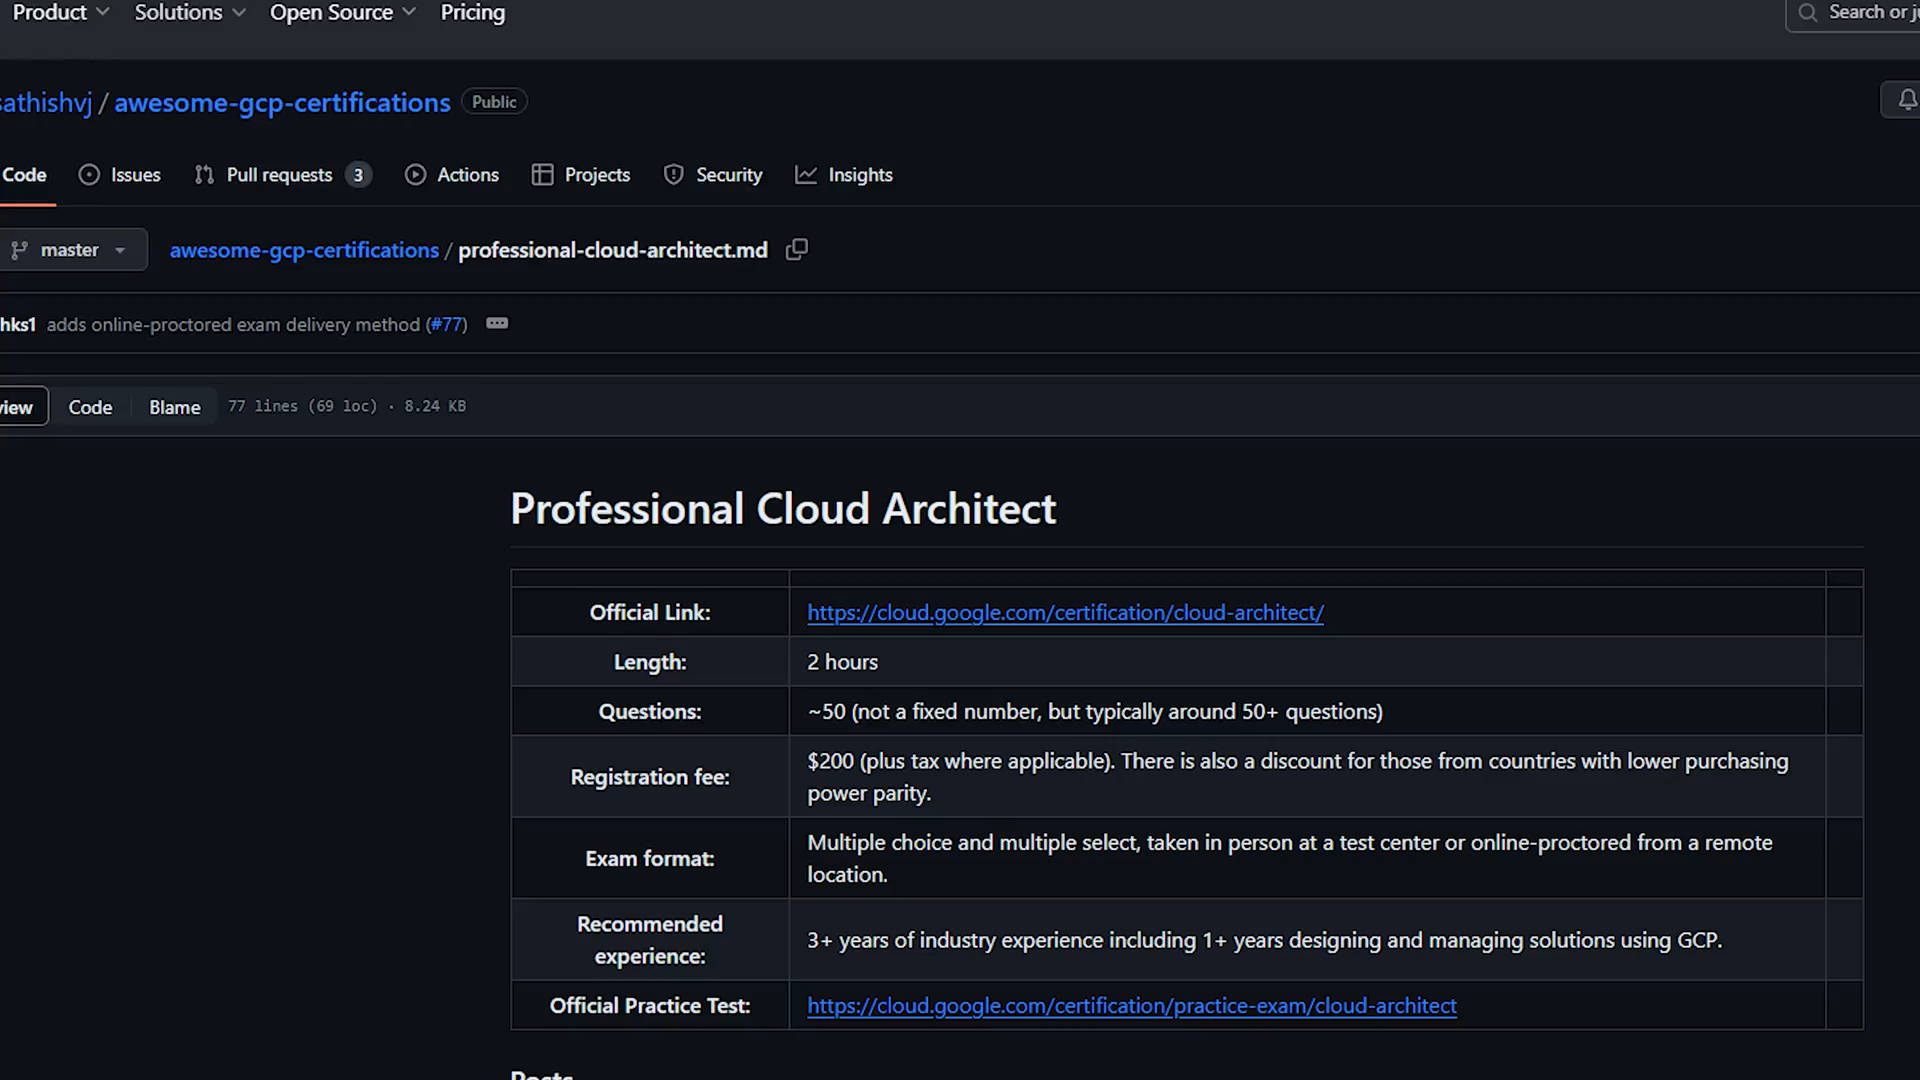 Product Solutions Open Source Pricing Search or
sathishvj / awesome-gcp-certifications Public
Code Issues Pull requests 3 Actions Projects Security Insights
master awesome-gcp-certifications / professional-cloud-architect.md
hks1 adds online-proctored exam delivery method (#77)
Code Blame 77 lines (69 loc) · 8.24 KB
Professional Cloud Architect
Official Link: https://cloud.google.com/certification/cloud-architect/
Length: 2 hours
Questions: ~50 (not a fixed number, but typically around 50+ questions)
Registration fee: $200 (plus tax where applicable). There is also a discount for those from countries with lower purchasing
power parity.
Exam format: Multiple choice and multiple select, taken in person at a test center or online-proctored from a remote
location.
Recommended
experience: 3+ years of industry experience including 1+ years designing and managing solutions using GCP.
Official Practice Test: https://cloud.google.com/certification/practice-exam/cloud-architect